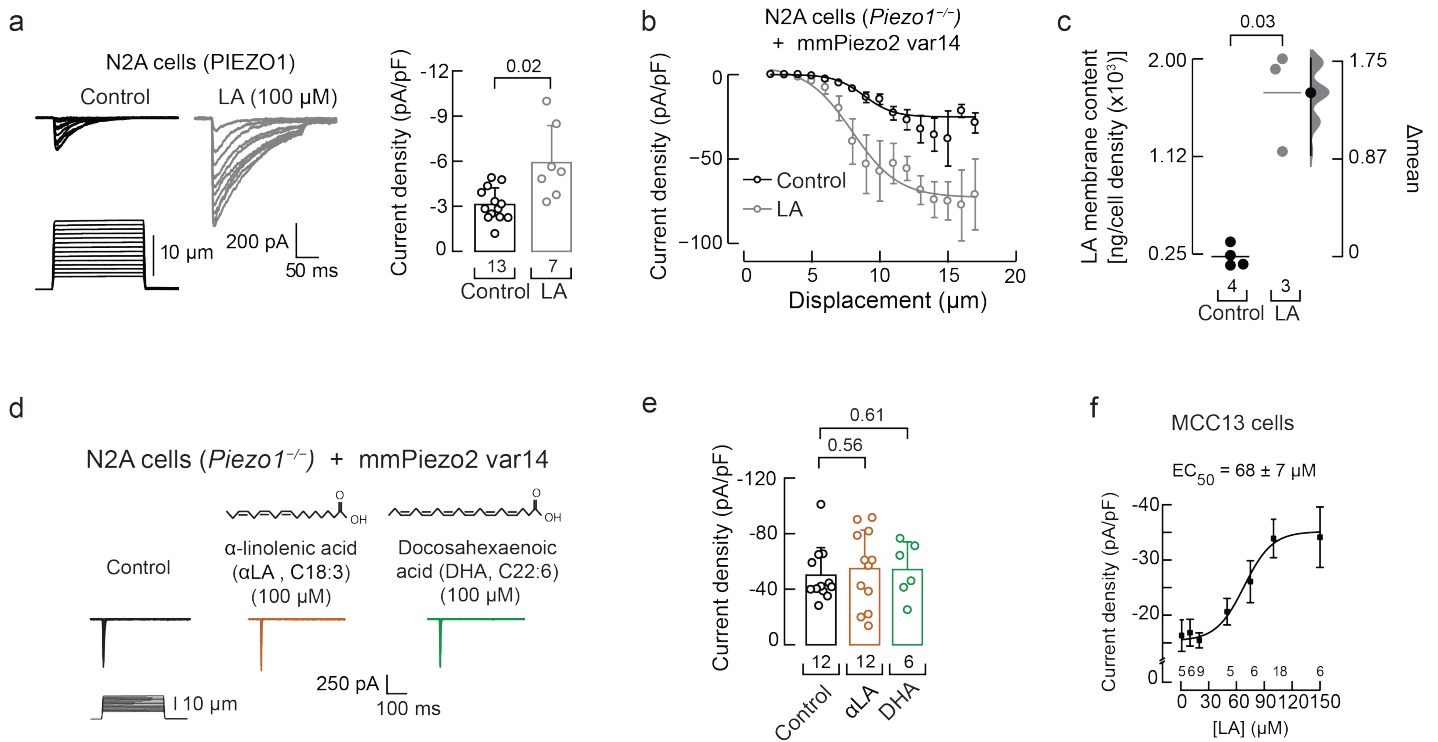 a
N2A cells (PIEZO1)
Control
LA (100 µM)
10 µm
200 pA
50 ms
Current density (pA/pF)
-12
-9
-6
-3
0
0.02
13
7
Control
LA
b
N2A cells (Piezo1−/−)
+ mmPiezo2 var14
Current density (pA/pF)
0
−50
−100
Control
LA
0
5
10
15
20
Displacement (µm)
c
0.03
LA membrane content
[ng/cell density (x10³)]
2.00
1.12
0.25
1.75
0.87
0
Δmean
4
3
Control
LA
d
N2A cells (Piezo1−/−) + mmPiezo2 var14
O
OH
O
OH
Control
α-linolenic acid
(αLA , C18:3)
(100 µM)
Docosahexaenoic
acid (DHA, C22:6)
(100 µM)
10 µm
250 pA
100 ms
e
0.61
0.56
Current density (pA/pF)
-120
-80
-40
0
12
12
6
Control
αLA
DHA
f
MCC13 cells
EC50 = 68 ± 7 µM
Current density (pA/pF)
-40
-30
-20
0
5
6
9
5
6
18
6
0
30
60
90
120
150
[LA] (µM)